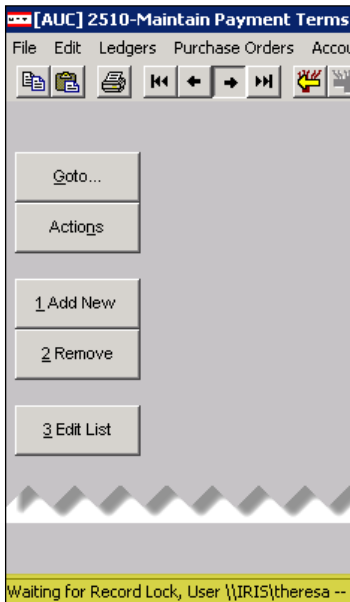 [AUC] 2510-Maintain Payment Terms
File Edit Ledgers Purchase Orders
Goto...
Actions
1 Add New
2 Remove
3 Edit List
Waiting for Record Lock, User \\IRIS\theresa --